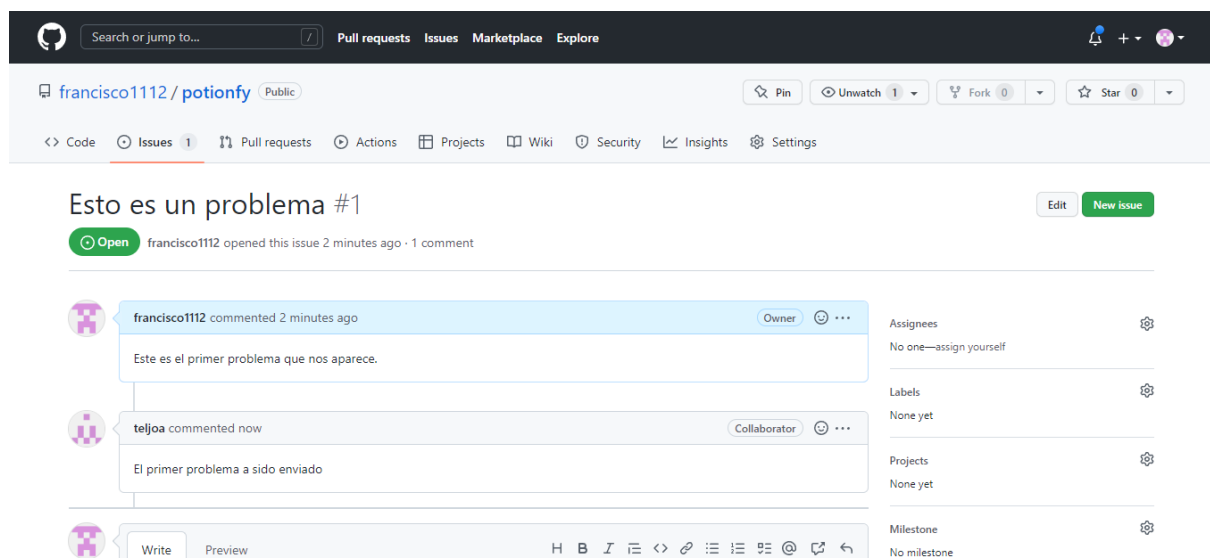 Search or jump to... / Pull requests Issues Marketplace Explore
francisco1112 / potionfy Public Pin Unwatch 1 Fork 0 Star 0
Code Issues 1 Pull requests Actions Projects Wiki Security Insights Settings
Esto es un problema #1 Edit New issue
Open francisco1112 opened this issue 2 minutes ago · 1 comment
francisco1112 commented 2 minutes ago Owner
Este es el primer problema que nos aparece.
teljoa commented now Collaborator
El primer problema a sido enviado
Write Preview
Assignees
No one—assign yourself
Labels
None yet
Projects
None yet
Milestone
No milestone